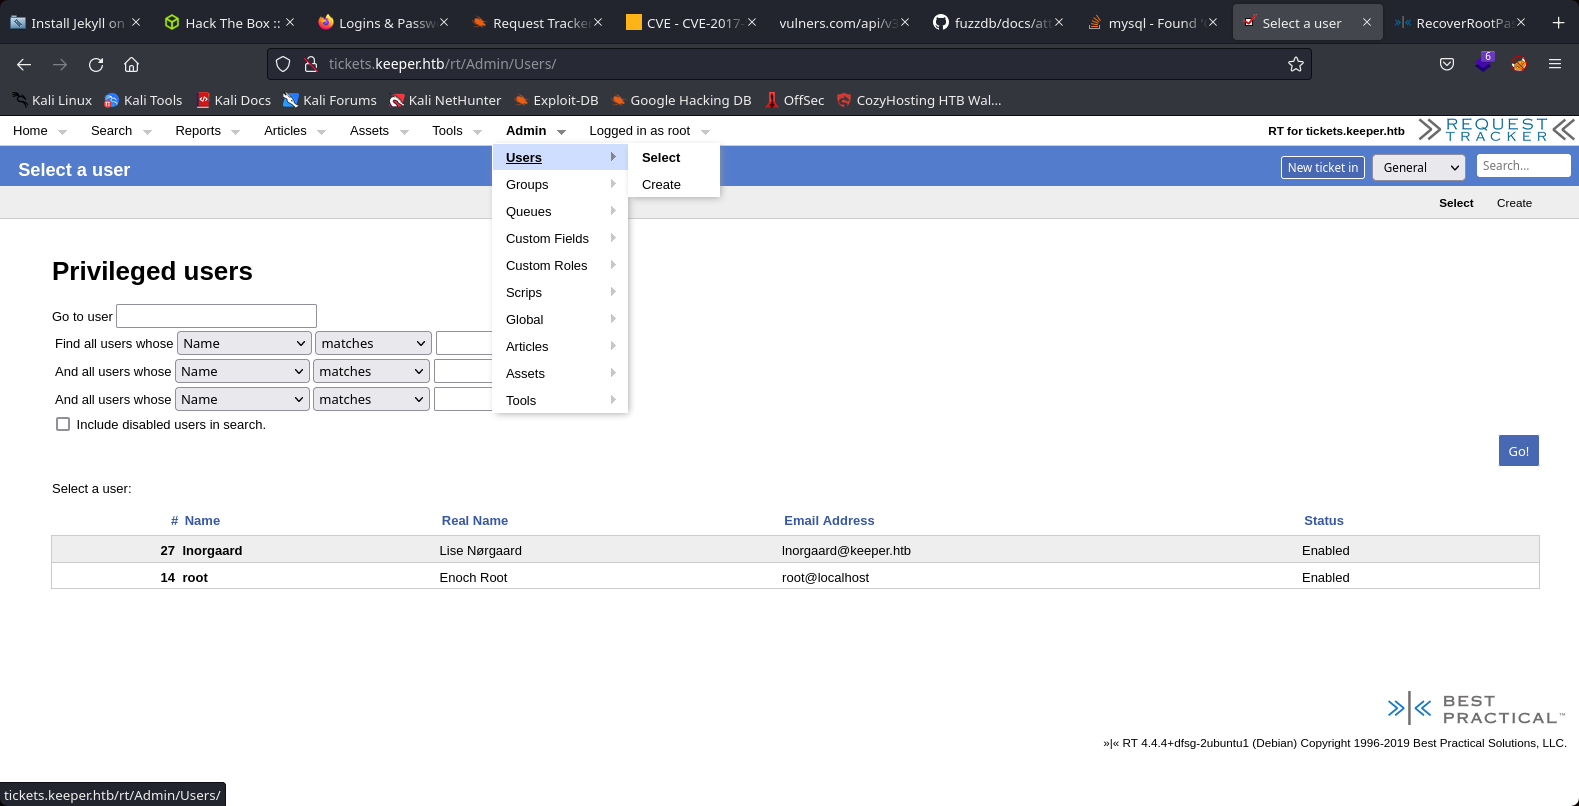 Install Jekyll on
Hack The Box ::
Logins & Passw
Request Tracker
CVE - CVE-2017-
vulners.com/api/v3
fuzzdb/docs/att
mysql - Found '
Select a user
RecoverRootPa
tickets.keeper.htb/rt/Admin/Users/
6
Kali Linux Kali Tools Kali Docs Kali Forums Kali NetHunter Exploit-DB Google Hacking DB OffSec CozyHosting HTB Wal...
Home Search Reports Articles Assets Tools Admin Logged in as root RT for tickets.keeper.htb REQUEST
TRACKER
Select a user New ticket in General Search...
Select Create
Users Select
Groups Create
Queues
Custom Fields
Custom Roles
Scrips
Global
Articles
Assets
Tools
Privileged users
Go to user
Find all users whose Name matches
And all users whose Name matches
And all users whose Name matches
Include disabled users in search.
Go!
Select a user:
# Name Real Name Email Address Status
27 lnorgaard Lise Nørgaard lnorgaard@keeper.htb Enabled
14 root Enoch Root root@localhost Enabled
BEST
PRACTICAL™
»|« RT 4.4.4+dfsg-2ubuntu1 (Debian) Copyright 1996-2019 Best Practical Solutions, LLC.
tickets.keeper.htb/rt/Admin/Users/